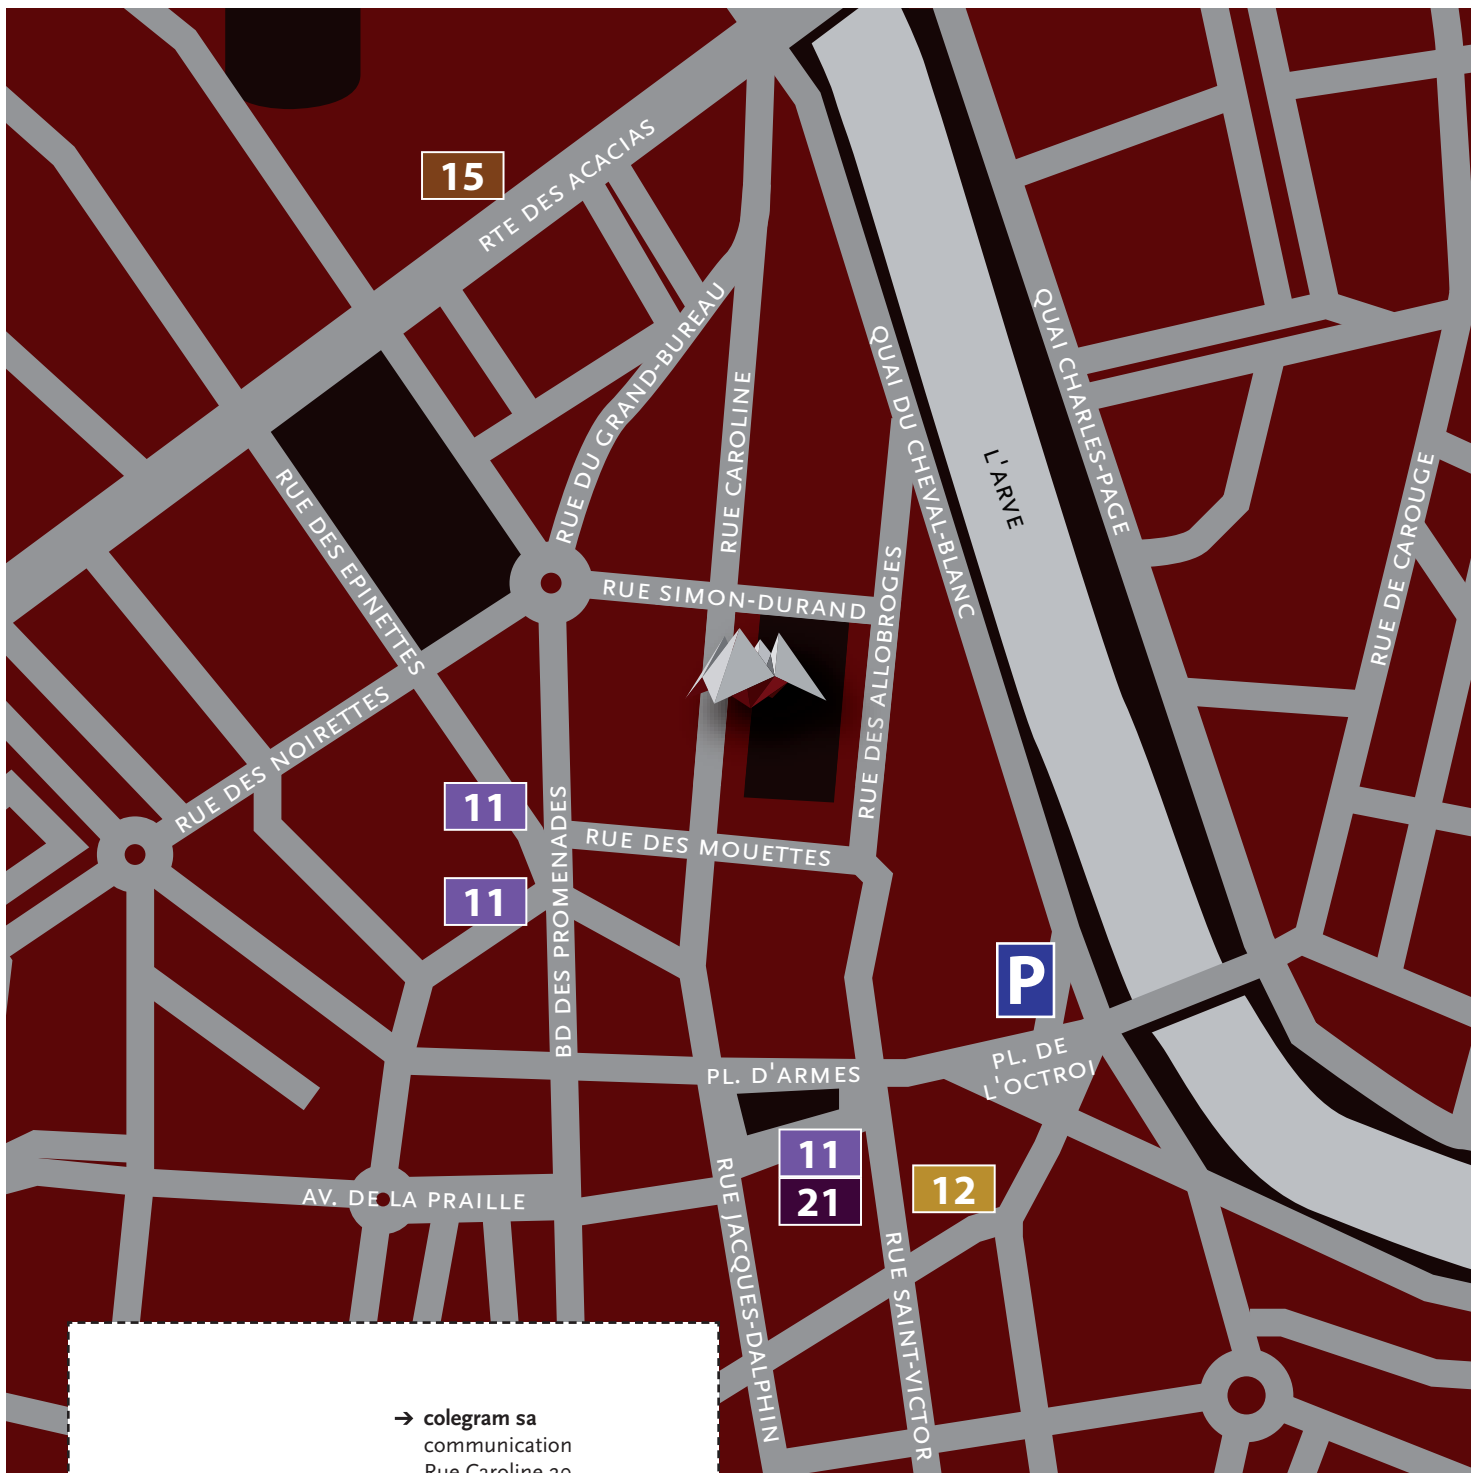 15
RTE DES ACACIAS
RUE DU GRAND-BUREAU
RUE CAROLINE
QUAI DU CHEVAL-BLANC
QUAI CHARLES-PAGE
L'ARVE
RUE DE CAROUGE
RUE DES EPINETTES
RUE SIMON-DURAND
RUE DES ALLOBROGES
RUE DES NOIRETTES
11
RUE DES MOUETTES
11
BD DES PROMENADES
P
PL. DE
L'OCTROI
PL. D'ARMES
11
21
12
AV. DE LA PRAILLE
RUE JACQUES-DALPHIN
RUE SAINT-VICTOR
➔ colegram sa
communication
Rue Caroline